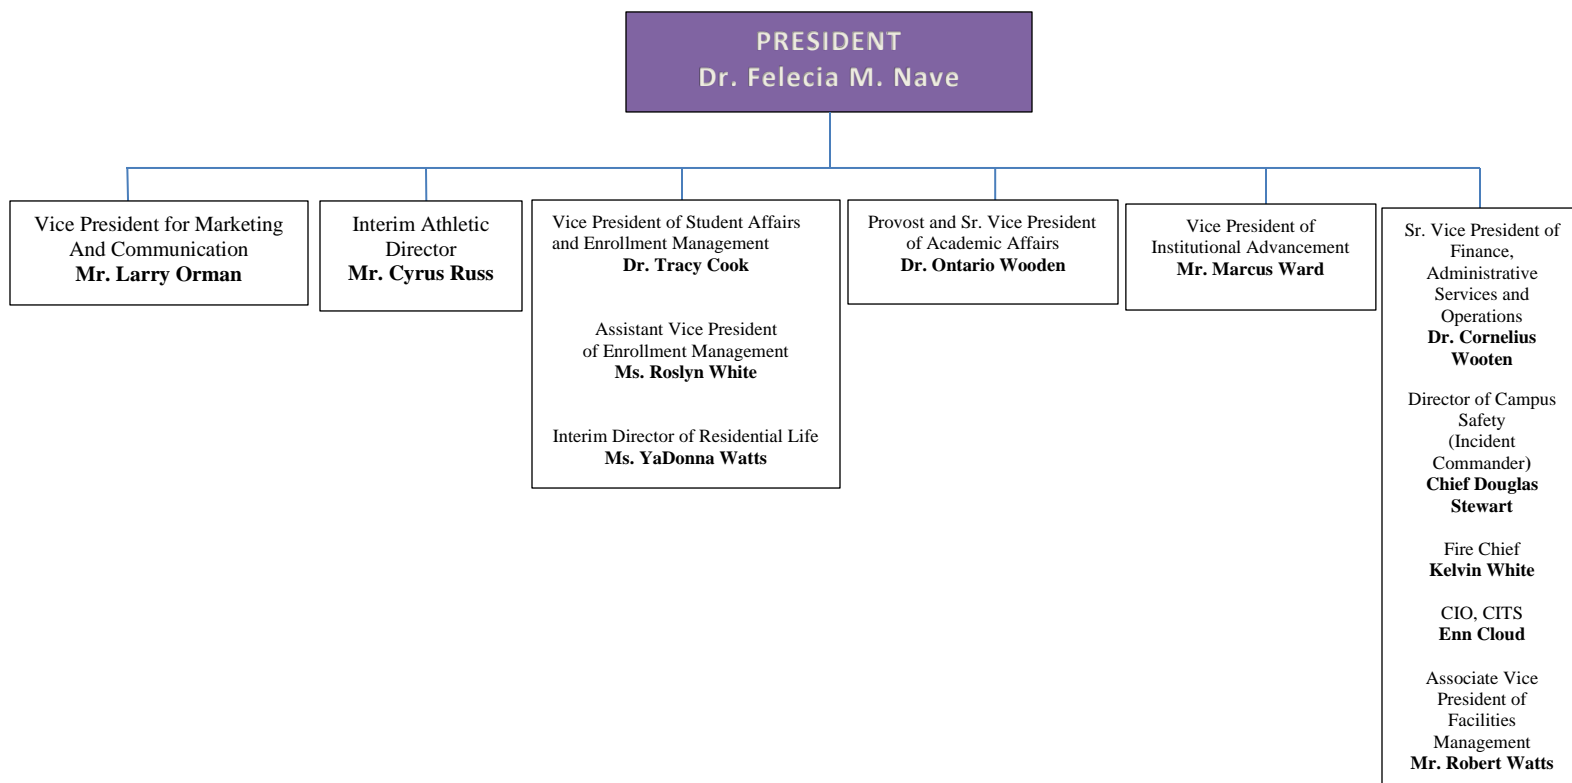 PRESIDENT
Dr. Felecia M. Nave
Vice President for Marketing
And Communication
Mr. Larry Orman
Interim Athletic
Director
Mr. Cyrus Russ
Vice President of Student Affairs
and Enrollment Management
Dr. Tracy Cook
Assistant Vice President
of Enrollment Management
Ms. Roslyn White
Interim Director of Residential Life
Ms. YaDonna Watts
Provost and Sr. Vice President
of Academic Affairs
Dr. Ontario Wooden
Vice President of
Institutional Advancement
Mr. Marcus Ward
Sr. Vice President of
Finance,
Administrative
Services and
Operations
Dr. Cornelius
Wooten
Director of Campus
Safety
(Incident
Commander)
Chief Douglas
Stewart
Fire Chief
Kelvin White
CIO, CITS
Enn Cloud
Associate Vice
President of
Facilities
Management
Mr. Robert Watts